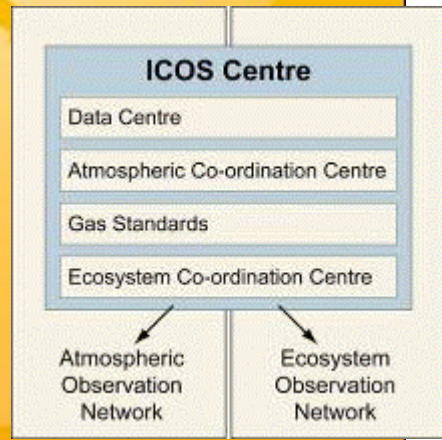 ICOS Centre
Data Centre
Atmospheric Co-ordination Centre
Gas Standards
Ecosystem Co-ordination Centre
Atmospheric
Observation
Network
Ecosystem
Observation
Network